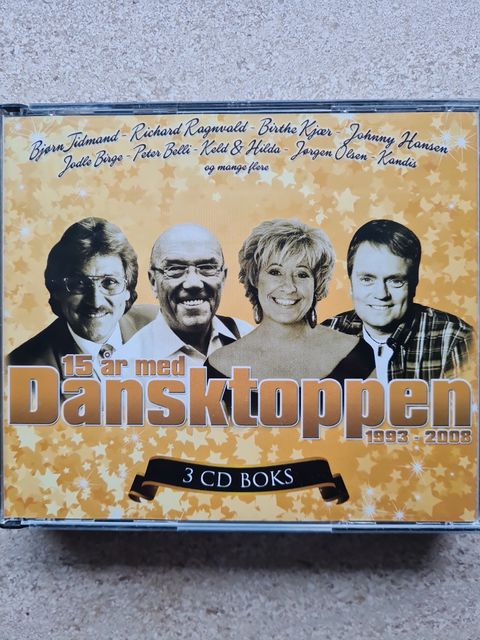 Bjørn Tidmand - Richard Ragnvald - Birthe Kjær - Johnny Hansen
Jodle Birge - Peter Belli - Keld & Hilda - Jørgen Olsen - Kandis
og mange flere
15 år med
Dansktoppen
1993 - 2008
3 CD BOKS